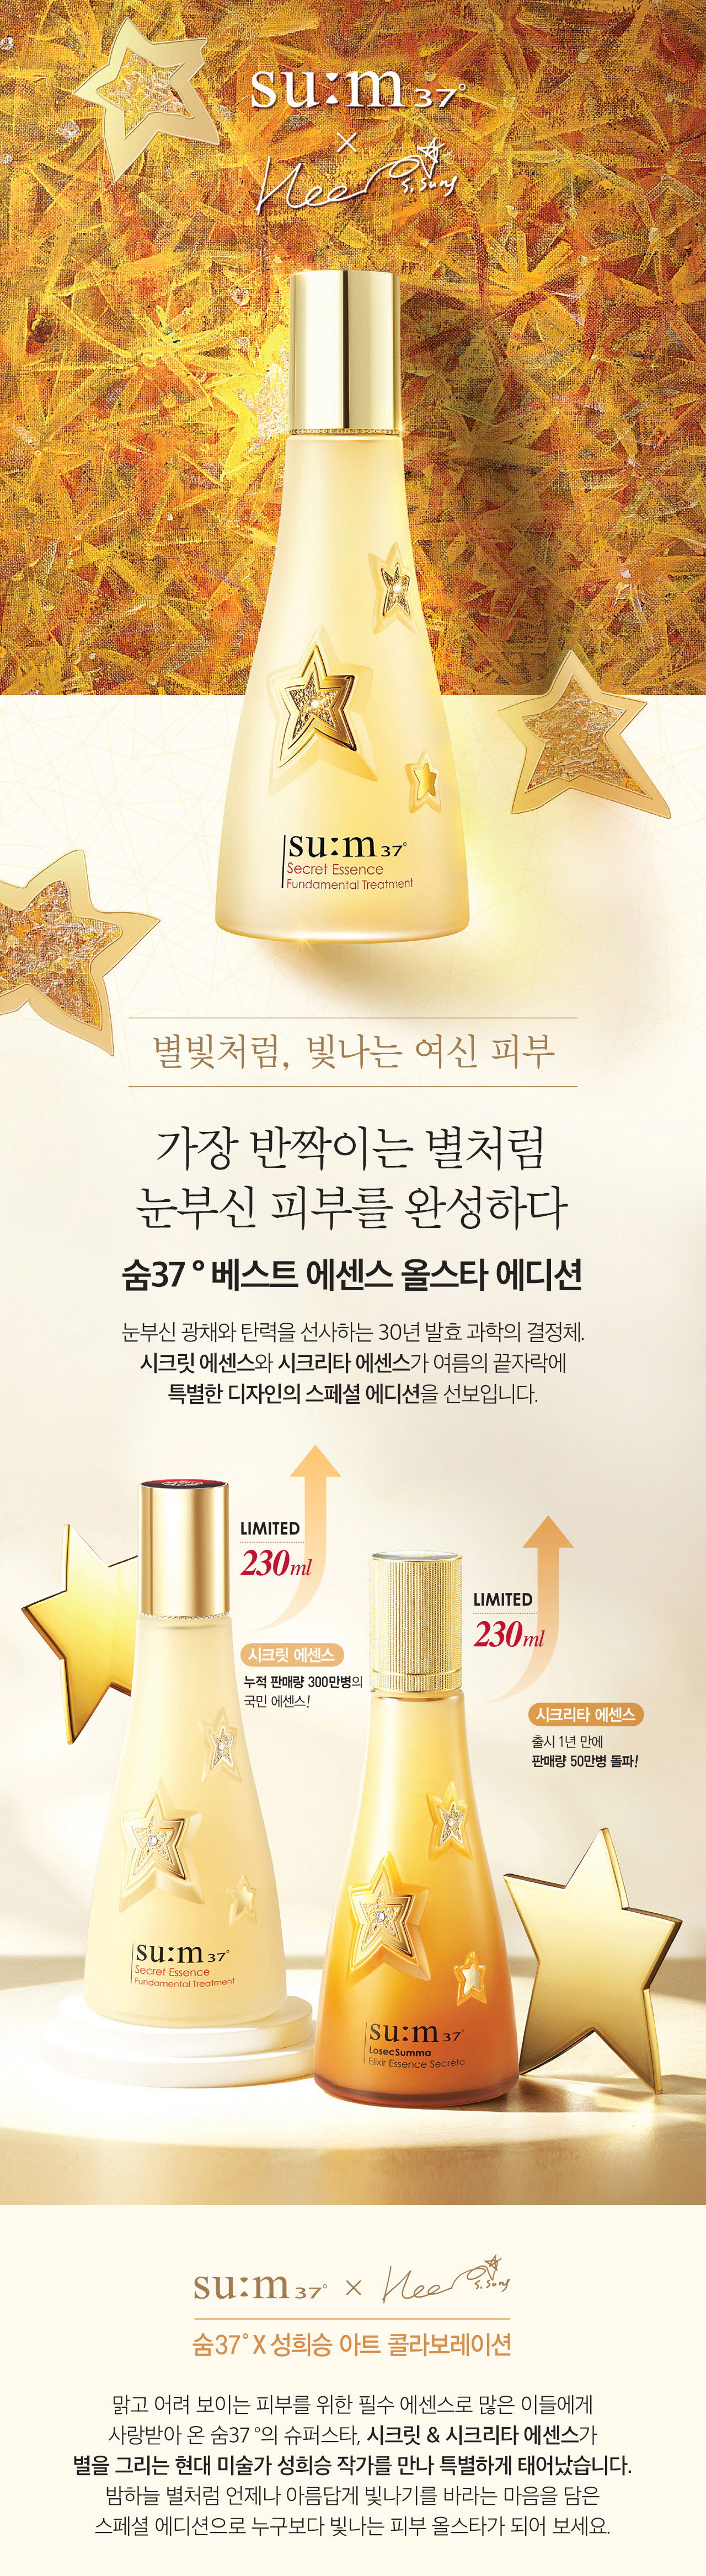 su:m37°
×
Hee S. Sung
su:m37°
Secret Essence
Fundamental Treatment
별빛처럼, 빛나는 여신 피부
가장 반짝이는 별처럼
눈부신 피부를 완성하다
숨37 º 베스트 에센스 올스타 에디션
눈부신 광채와 탄력을 선사하는 30년 발효 과학의 결정체.
시크릿 에센스와 시크리타 에센스가 여름의 끝자락에
특별한 디자인의 스페셜 에디션을 선보입니다.
LIMITED
230ml
시크릿 에센스
누적 판매량 300만병의
국민 에센스!
LIMITED
230ml
시크리타 에센스
출시 1년 만에
판매량 50만병 돌파!
su:m37°
Secret Essence
Fundamental Treatment
su:m37°
LosecSumma
Elixir Essence Secréta
su:m37° × Hee S. Sung
숨37° X 성희승 아트 콜라보레이션
맑고 어려 보이는 피부를 위한 필수 에센스로 많은 이들에게
사랑받아 온 숨37 º의 슈퍼스타, 시크릿 & 시크리타 에센스가
별을 그리는 현대 미술가 성희승 작가를 만나 특별하게 태어났습니다.
밤하늘 별처럼 언제나 아름답게 빛나기를 바라는 마음을 담은
스페셜 에디션으로 누구보다 빛나는 피부 올스타가 되어 보세요.